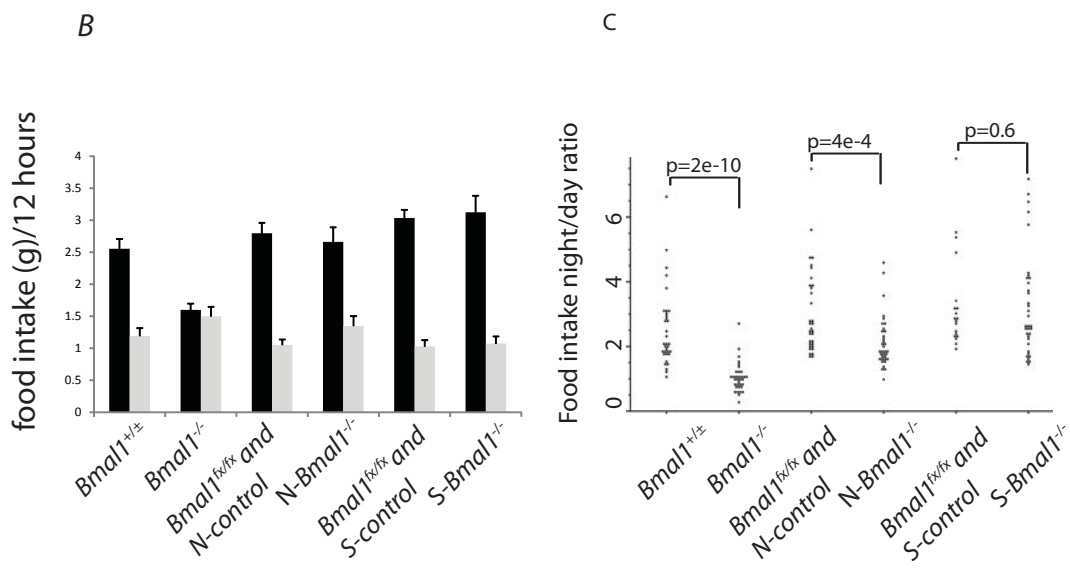 B
food intake (g)/12 hours
4
3.5
3
2.5
2
1.5
1
0.5
0
Bmal1+/±
Bmal1-/-
Bmal1fx/fx and
N-control
N-Bmal1-/-
Bmal1fx/fx and
S-control
S-Bmal1-/-
C
Food intake night/day ratio
6
4
2
0
p=2e-10
p=4e-4
p=0.6
Bmal1+/±
Bmal1-/-
Bmal1fx/fx and
N-control
N-Bmal1-/-
Bmal1fx/fx and
S-control
S-Bmal1-/-